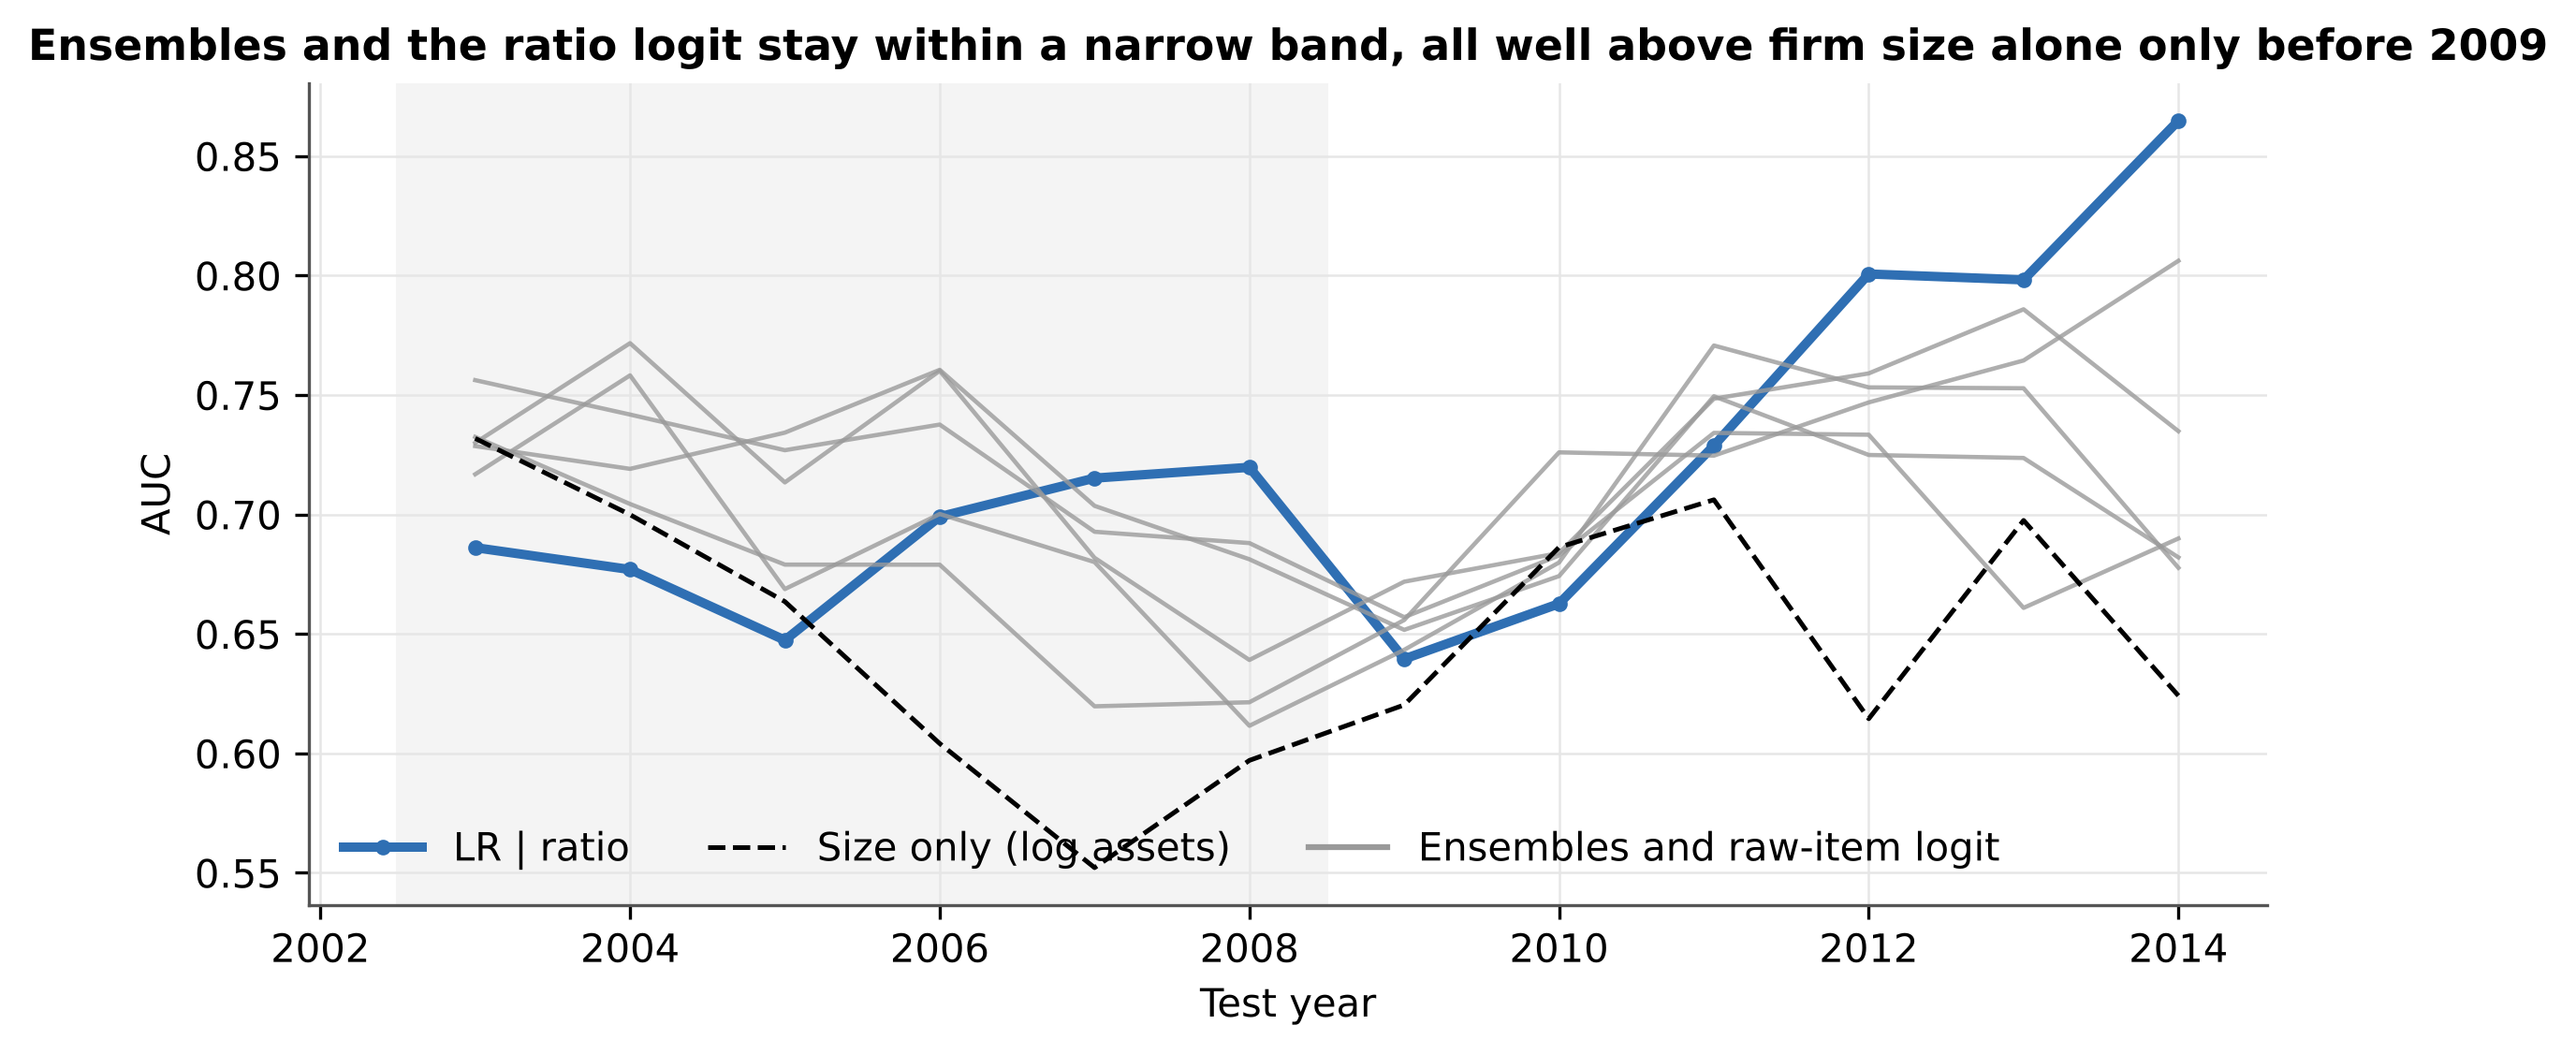 Ensembles and the ratio logit stay within a narrow band, all well above firm size alone only before 2009
AUC
0.85
0.80
0.75
0.70
0.65
0.60
0.55
LR | ratio
Size only (log assets)
Ensembles and raw-item logit
2002 2004 2006 2008 2010 2012 2014
Test year